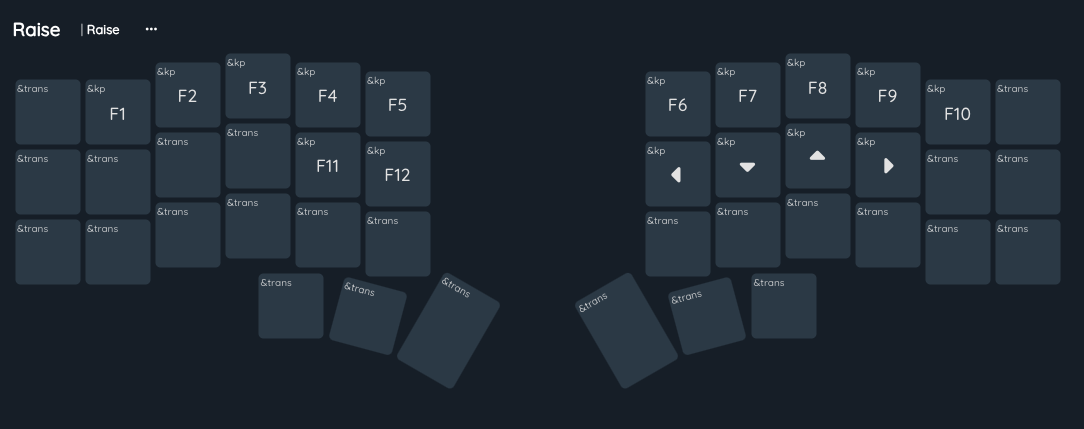 Raise | Raise ...
&trans &kp F1 &kp F2 &kp F3 &kp F4 &kp F5 &kp F6 &kp F7 &kp F8 &kp F9 &kp F10 &trans
&trans &trans &trans &trans &kp F11 &kp F12 &kp &kp &kp &kp &trans &trans
&trans &trans &trans &trans &trans &trans &trans &trans &trans &trans &trans &trans
&trans &trans &trans &trans &trans &trans